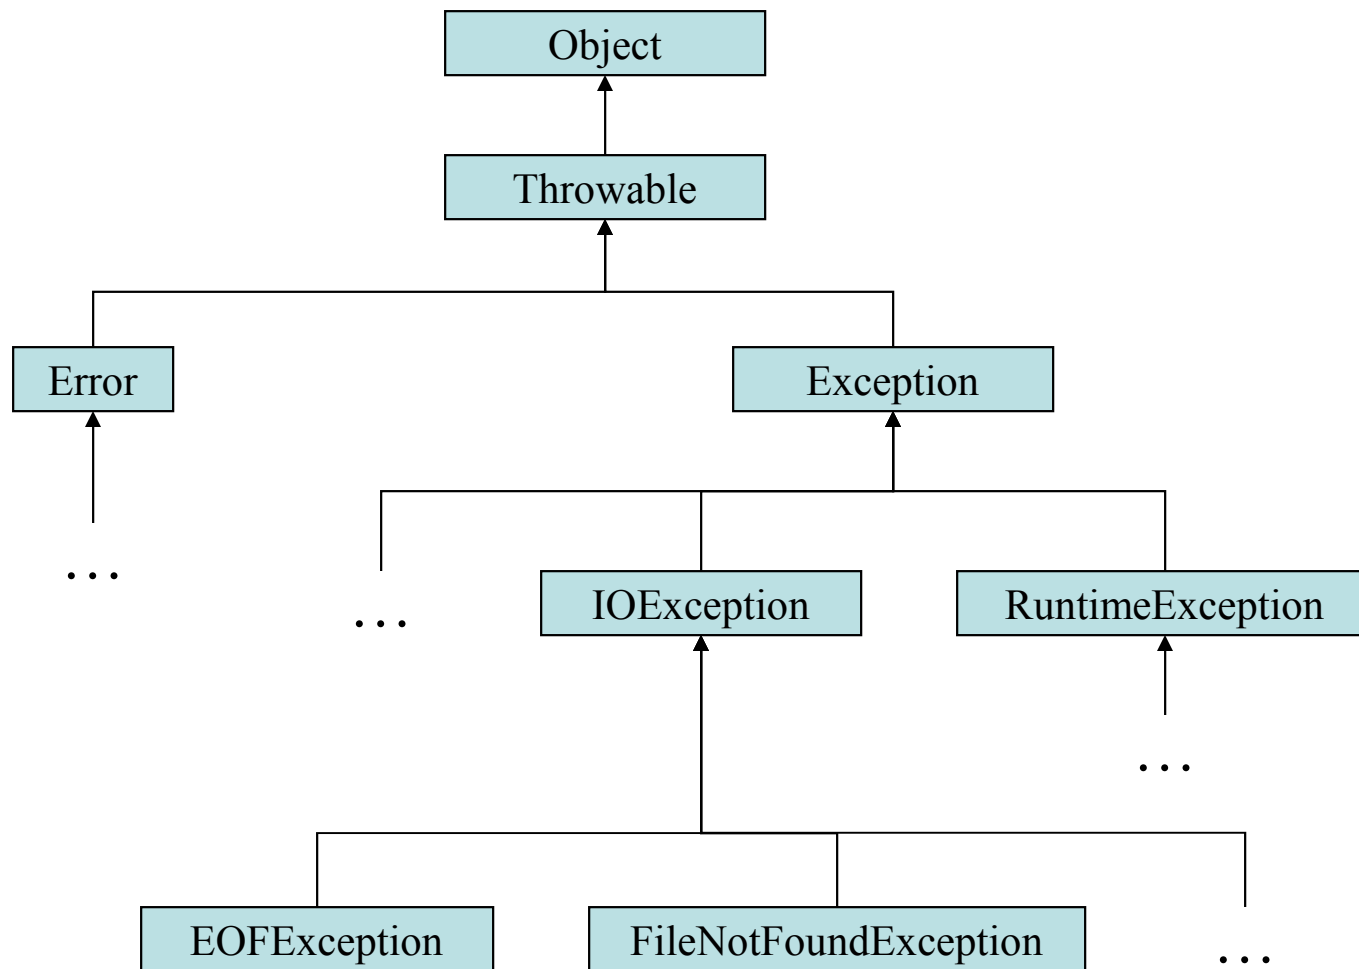 Object
Throwable
Error
Exception
...
...
IOException
RuntimeException
...
EOFException
FileNotFoundException
...